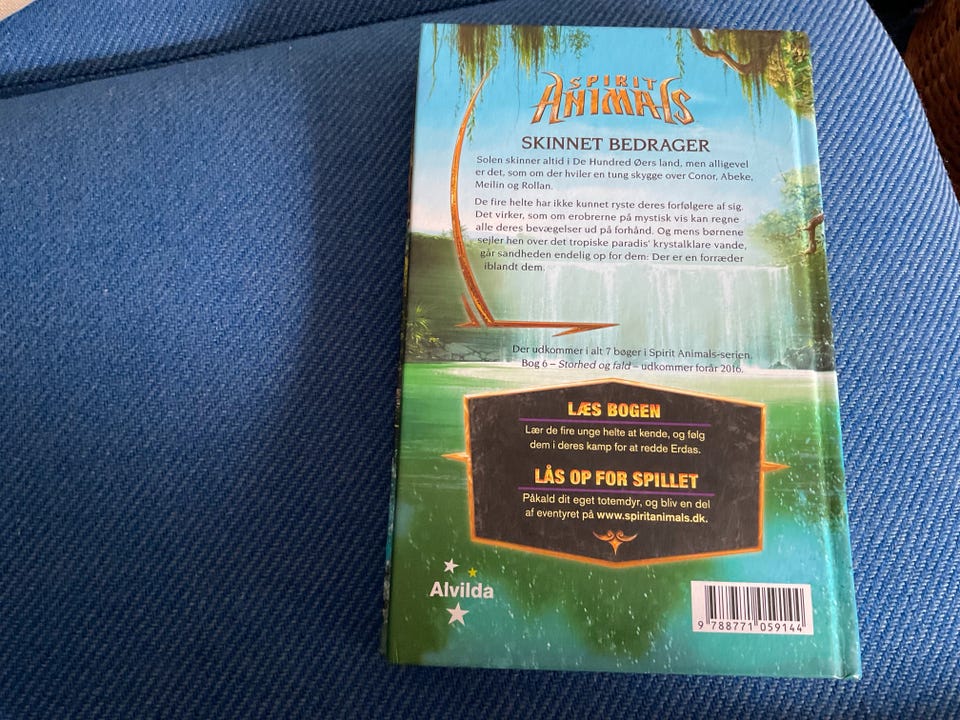 SPIRIT
ANIMALS
SKINNET BEDRAGER
Solen skinner altid i De Hundred Øers land, men alligevel
er det, som om der hviler en tung skygge over Conor, Abeke,
Meilin og Rollan.
De fire helte har ikke kunnet ryste deres forfølgere af sig.
Det virker, som om erobrerne på mystisk vis kan regne
alle deres bevægelser ud på forhånd. Og mens børnene
sejler hen over det tropiske paradis' krystalklare vande,
går sandheden endelig op for dem: Der er en forræder
iblandt dem.
Der udkommer i alt 7 bøger i Spirit Animals-serien.
Bog 6 – Storhed og fald – udkommer forår 2016.
LÆS BOGEN
Lær de fire unge helte at kende, og følg
dem i deres kamp for at redde Erdas.
LÅS OP FOR SPILLET
Påkald dit eget totemdyr, og bliv en del
af eventyret på www.spiritanimals.dk.
Alvilda
9 788771 059144